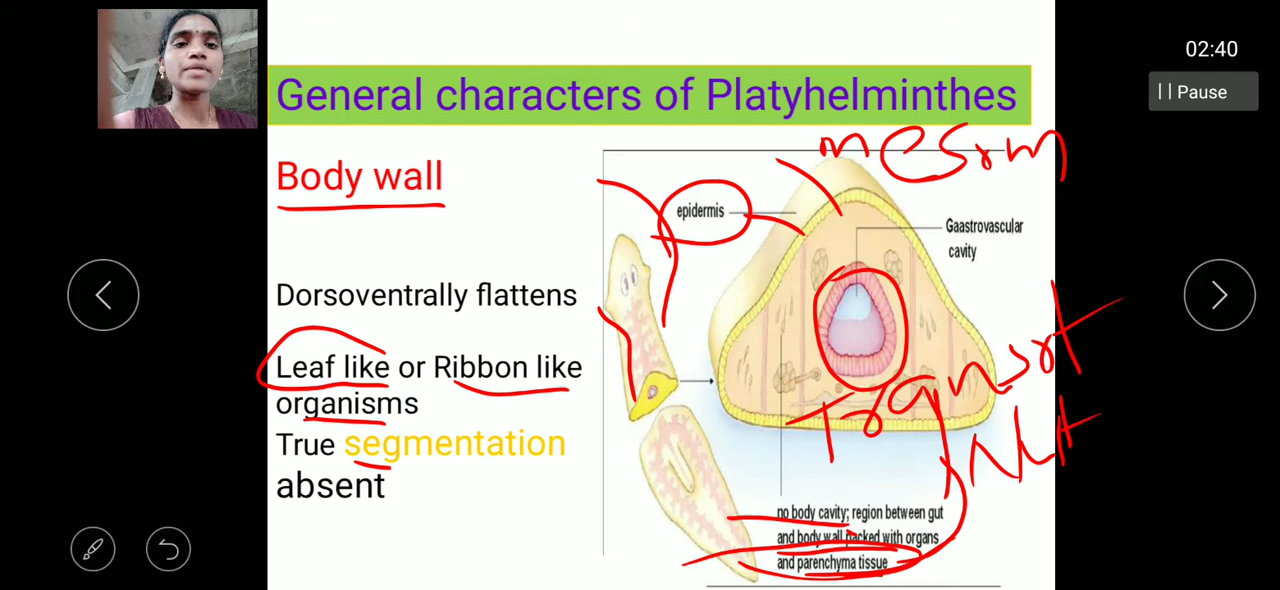 02:40
Pause
General characters of Platyhelminthes
Body wall
epidermis
Gaastrovascular
cavity
Dorsoventrally flattens
Leaf like or Ribbon like
organisms
True segmentation
absent
no body cavity; region between gut
and body wall packed with organs
and parenchyma tissue